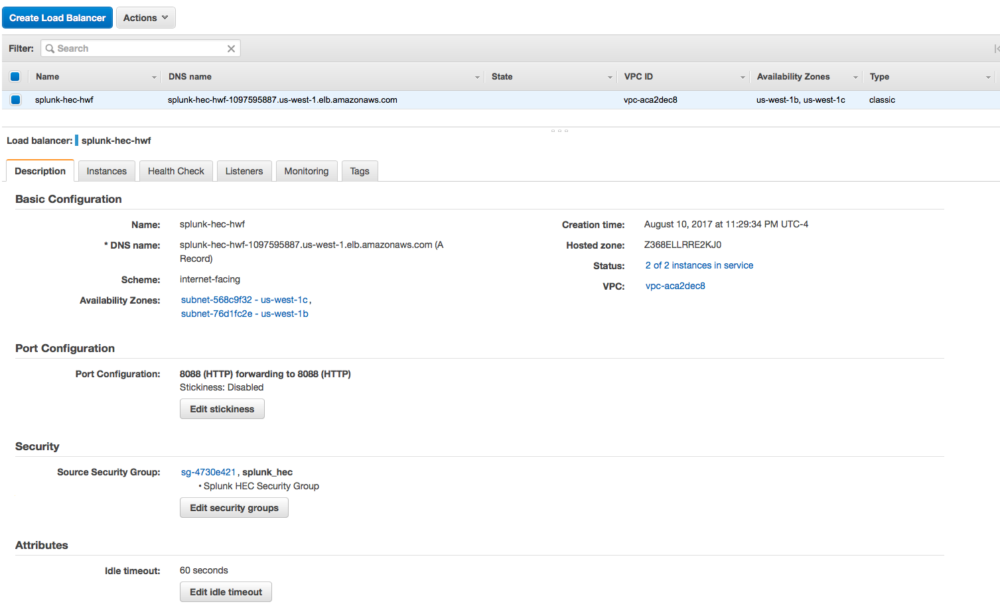 Create Load Balancer Actions
Filter: Search
Name DNS name State VPC ID Availability Zones Type
splunk-hec-hwf splunk-hec-hwf-1097595887.us-west-1.elb.amazonaws.com vpc-aca2dec8 us-west-1b, us-west-1c classic
Load balancer: splunk-hec-hwf
Description Instances Health Check Listeners Monitoring Tags
Basic Configuration
Name: splunk-hec-hwf Creation time: August 10, 2017 at 11:29:34 PM UTC-4
* DNS name: splunk-hec-hwf-1097595887.us-west-1.elb.amazonaws.com (A Hosted zone: Z368ELLRRE2KJ0
Record)
Status: 2 of 2 instances in service
Scheme: internet-facing
VPC: vpc-aca2dec8
Availability Zones: subnet-568c9f32 - us-west-1c,
subnet-76d1fc2e - us-west-1b
Port Configuration
Port Configuration: 8088 (HTTP) forwarding to 8088 (HTTP)
Stickiness: Disabled
Edit stickiness
Security
Source Security Group: sg-4730e421, splunk_hec
• Splunk HEC Security Group
Edit security groups
Attributes
Idle timeout: 60 seconds
Edit idle timeout